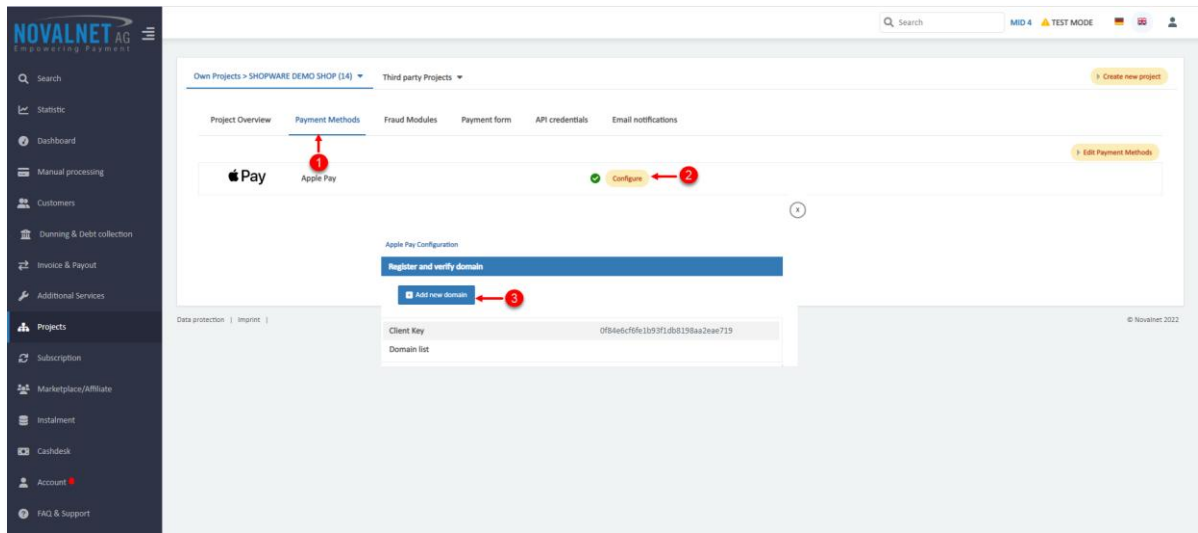 NOVALNET AG
Empowering Payment
Search
MID 4 TEST MODE
Search
Statistic
Dashboard
Manual processing
Customers
Dunning & Debt collection
Invoice & Payout
Additional Services
Projects
Subscription
Marketplace/Affiliate
Instalment
Cashdesk
Account
FAQ & Support
Own Projects > SHOPWARE DEMO SHOP (14) Third party Projects
Create new project
Project Overview Payment Methods Fraud Modules Payment form API credentials Email notifications
1
Edit Payment Methods
Pay Apple Pay Configure 2
x
Apple Pay Configuration
Register and verify domain
Add new domain 3
Client Key 0f84e6cf6fe1b93f1db8198aa2eae719
Domain list
Data protection | Imprint |
© Novalnet 2022